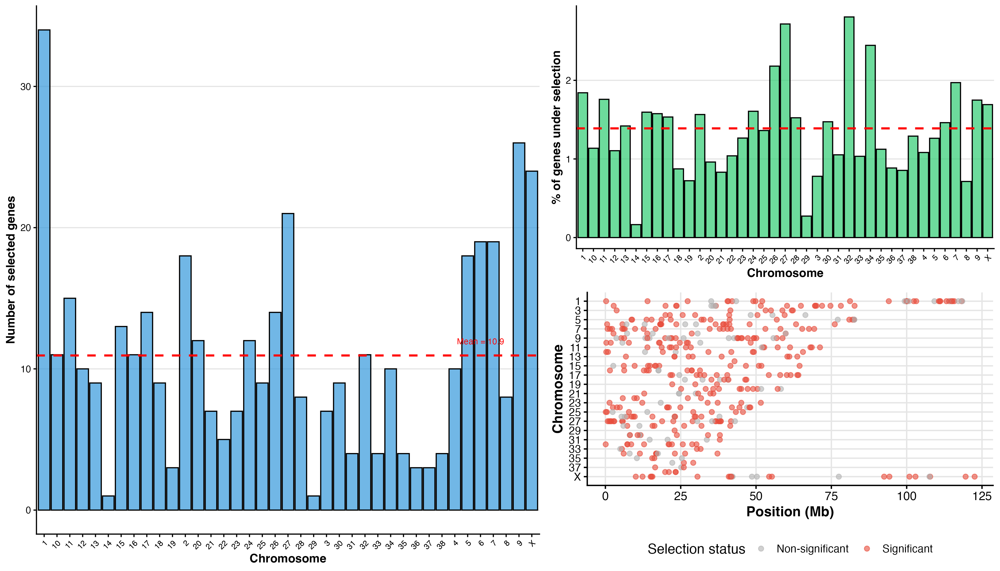 Number of selected genes
30
20
10
0
Mean = 10.9
1 10 11 12 13 14 15 16 17 18 19 2 20 21 22 23 24 25 26 27 28 29 3 30 31 32 33 34 35 36 37 38 4 5 6 7 8 9 X
Chromosome
% of genes under selection
2
1
0
1 10 11 12 13 14 15 16 17 18 19 2 20 21 22 23 24 25 26 27 28 29 3 30 31 32 33 34 35 36 37 38 4 5 6 7 8 9 X
Chromosome
Chromosome
1
3
5
7
9
11
13
15
17
19
21
23
25
27
29
31
33
35
37
X
0 25 50 75 100 125
Position (Mb)
Selection status Non-significant Significant